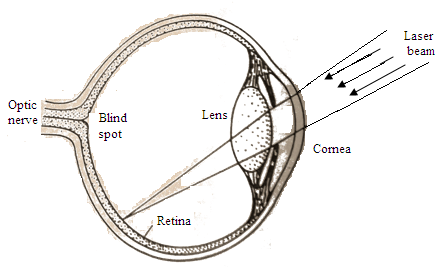 Laser
beam
Optic
nerve
Blind
spot
Lens
Cornea
Retina